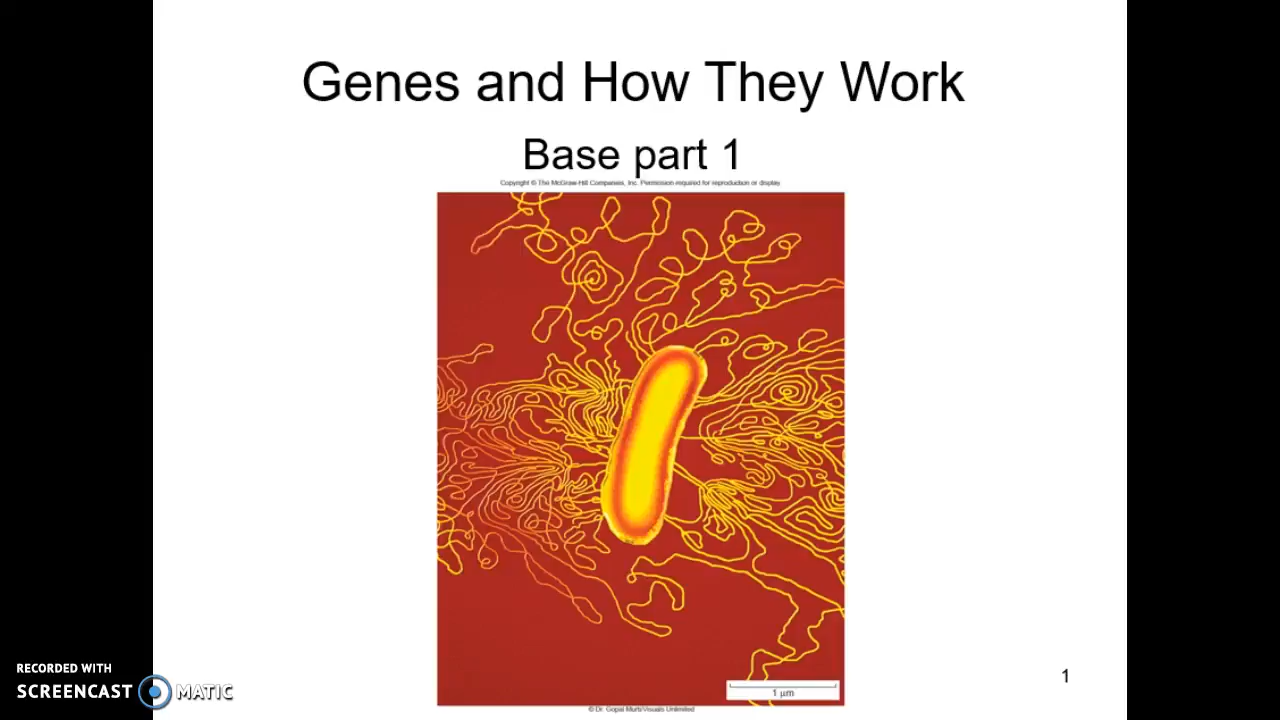 Genes and How They Work
Base part 1
Copyright © The McGraw-Hill Companies, Inc. Permission required for reproduction or display.
1 µm
© Dr. Gopal Murti/Visuals Unlimited
1
RECORDED WITH
SCREENCAST MATIC